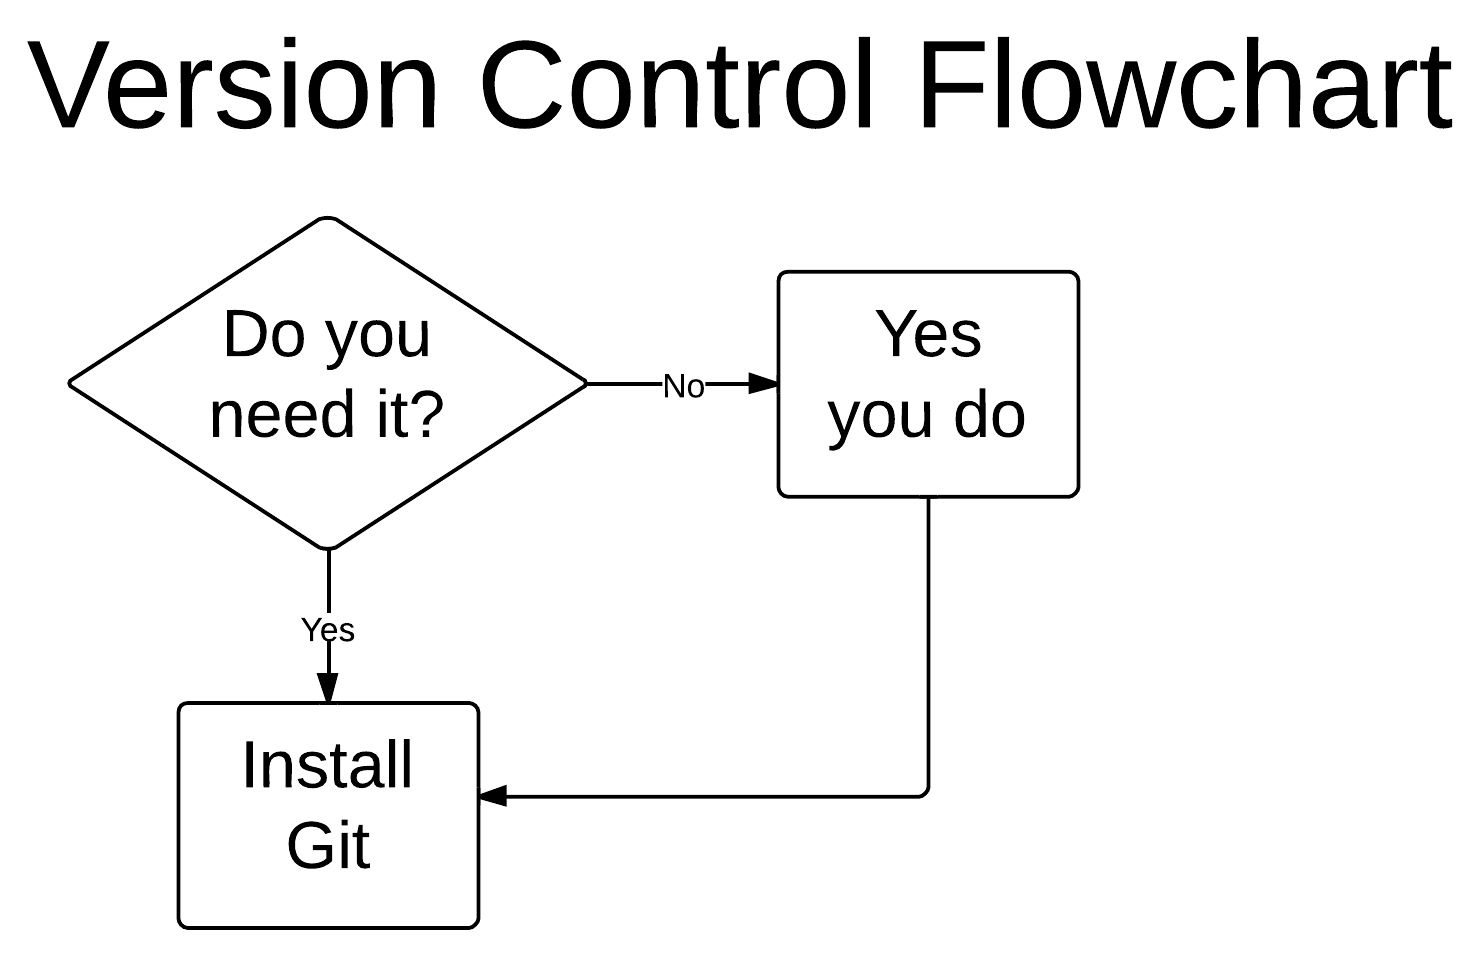 Version Control Flowchart
Do you
need it?
No
Yes
you do
Yes
Install
Git